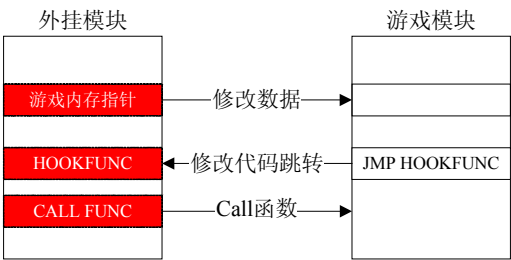 外挂模块
游戏模块
游戏内存指针
修改数据
HOOKFUNC
修改代码跳转
JMP HOOKFUNC
CALL FUNC
Call函数